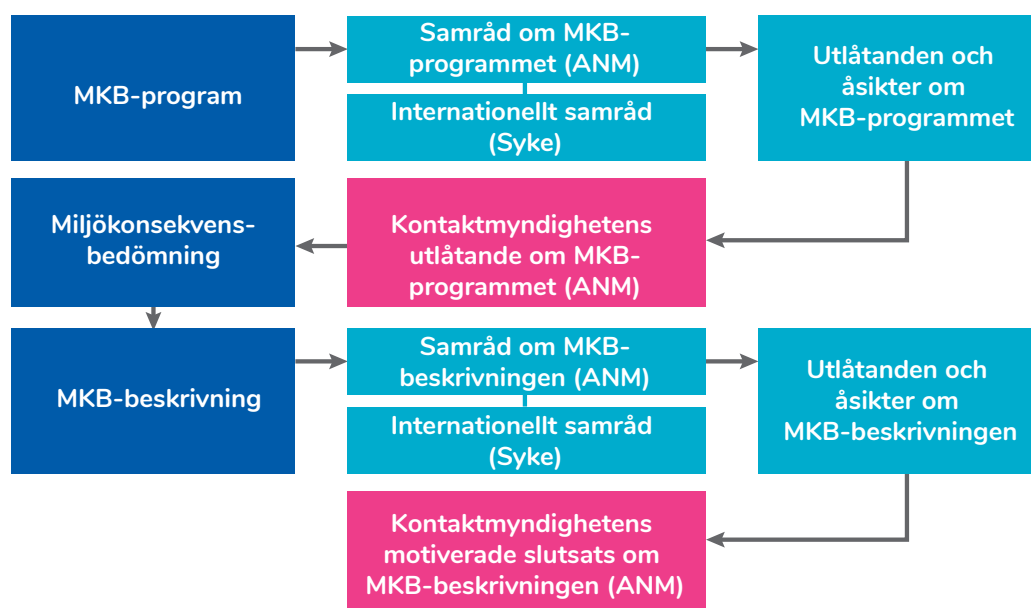 MKB-program
Samråd om MKB-
programmet (ANM)
Internationellt samråd
(Syke)
Utlåtanden och
åsikter om
MKB-programmet
Miljökonsekvens-
bedömning
Kontaktmyndighetens
utlåtande om MKB-
programmet (ANM)
MKB-beskrivning
Samråd om MKB-
beskrivningen (ANM)
Internationellt samråd
(Syke)
Utlåtanden och
åsikter om
MKB-beskrivningen
Kontaktmyndighetens
motiverade slutsats om
MKB-beskrivningen (ANM)